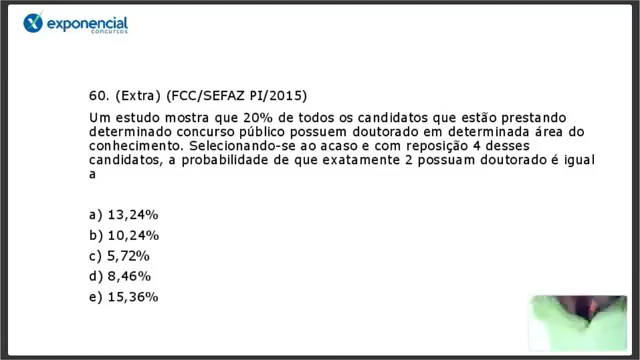 exponencial
concursos
60. (Extra) (FCC/SEFAZ PI/2015)
Um estudo mostra que 20% de todos os candidatos que estão prestando
determinado concurso público possuem doutorado em determinada área do
conhecimento. Selecionando-se ao acaso e com reposição 4 desses
candidatos, a probabilidade de que exatamente 2 possuam doutorado é igual
a
a) 13,24%
b) 10,24%
c) 5,72%
d) 8,46%
e) 15,36%